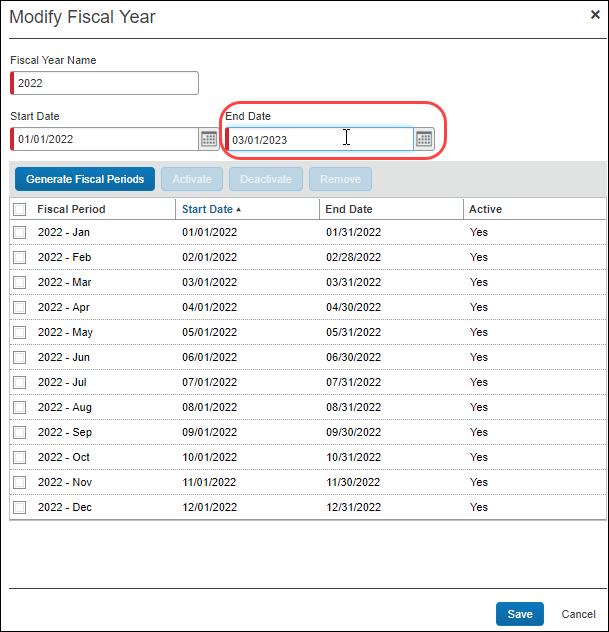 Modify Fiscal Year ×
Fiscal Year Name
2022
Start Date End Date
01/01/2022 03/01/2023
Generate Fiscal Periods Activate Deactivate Remove
Fiscal Period Start Date ▲ End Date Active
2022 - Jan 01/01/2022 01/31/2022 Yes
2022 - Feb 02/01/2022 02/28/2022 Yes
2022 - Mar 03/01/2022 03/31/2022 Yes
2022 - Apr 04/01/2022 04/30/2022 Yes
2022 - May 05/01/2022 05/31/2022 Yes
2022 - Jun 06/01/2022 06/30/2022 Yes
2022 - Jul 07/01/2022 07/31/2022 Yes
2022 - Aug 08/01/2022 08/31/2022 Yes
2022 - Sep 09/01/2022 09/30/2022 Yes
2022 - Oct 10/01/2022 10/31/2022 Yes
2022 - Nov 11/01/2022 11/30/2022 Yes
2022 - Dec 12/01/2022 12/31/2022 Yes
Save Cancel